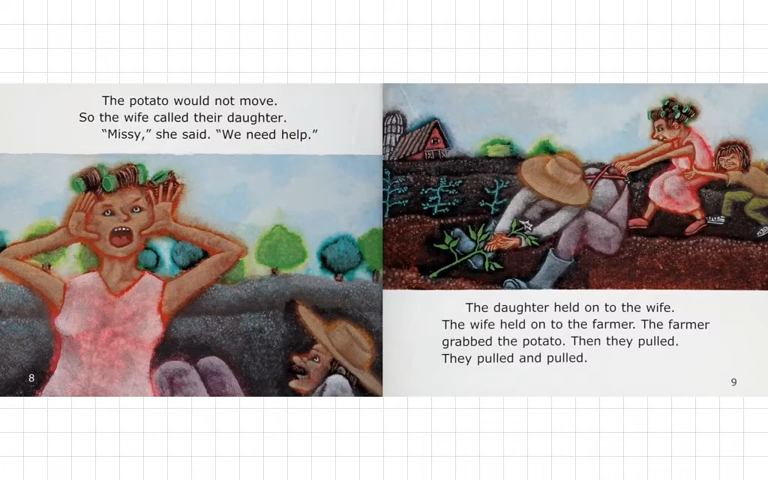 The potato would not move.
So the wife called their daughter.
“Missy,” she said. “We need help.”
8
The daughter held on to the wife.
The wife held on to the farmer. The farmer
grabbed the potato. Then they pulled.
They pulled and pulled.
9